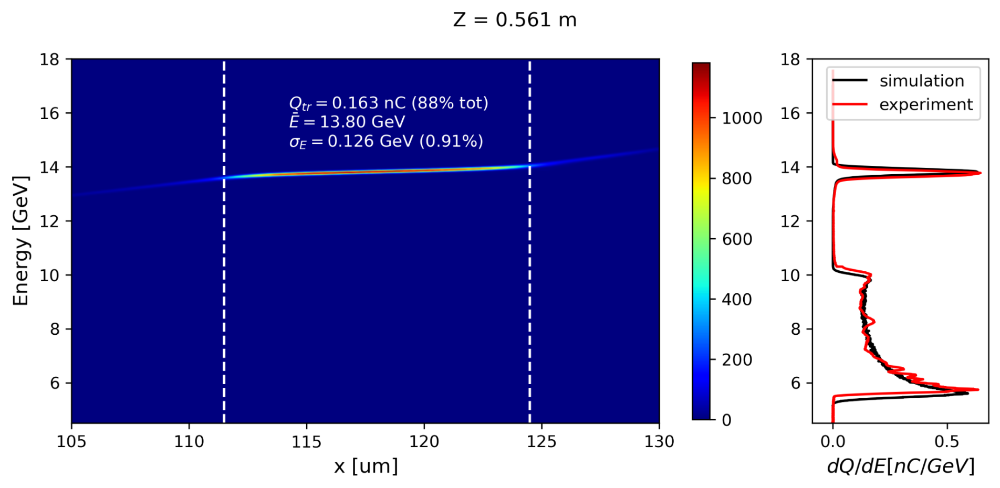 Z = 0.561 m
18
16
14
12
10
8
6
Energy [GeV]
Q_tr = 0.163 nC (88% tot)
Ē = 13.80 GeV
σ_E = 0.126 GeV (0.91%)
105 110 115 120 125 130
x [um]
1000
800
600
400
200
0
18
16
14
12
10
8
6
simulation
experiment
0.0 0.5
dQ/dE[nC/GeV]